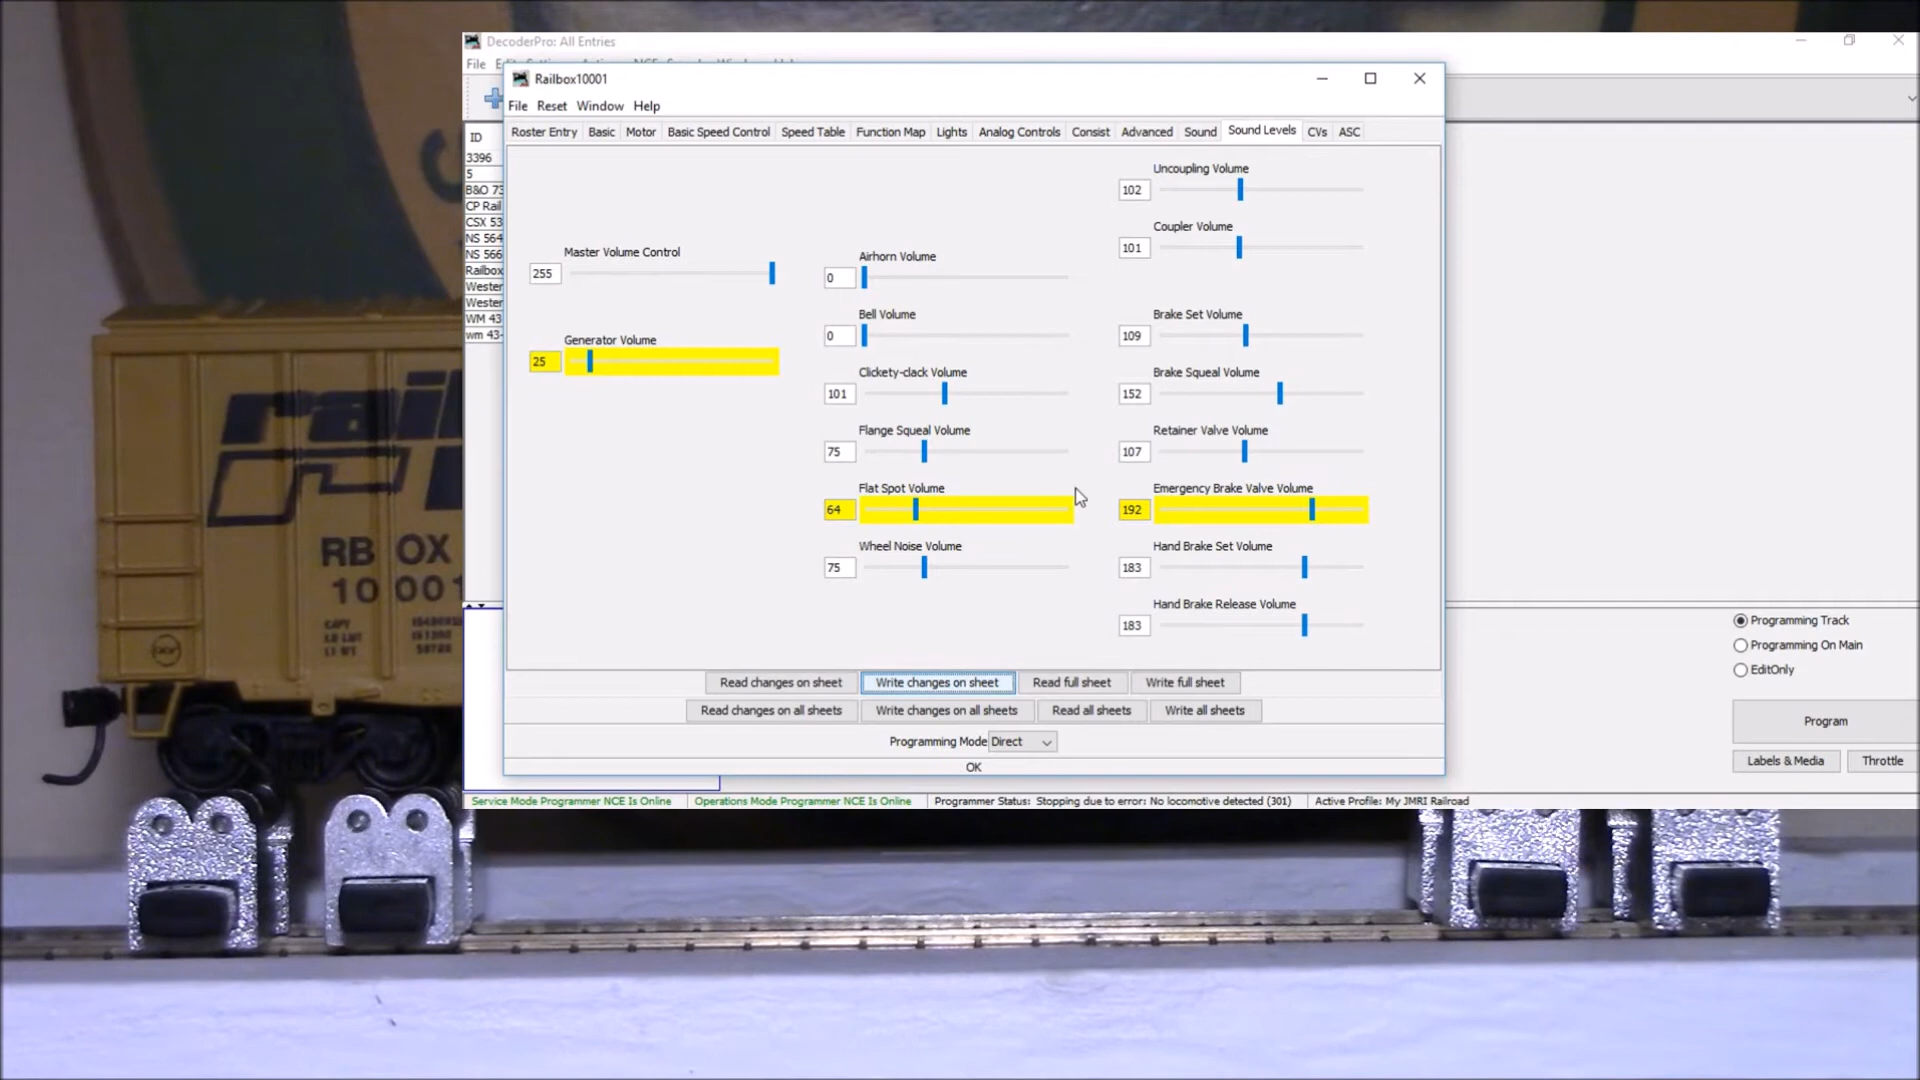 DecoderPro: All Entries
File
Railbox10001
File Reset Window Help
Roster Entry Basic Motor Basic Speed Control Speed Table Function Map Lights Analog Controls Consist Advanced Sound Sound Levels CVs ASC
ID
3396
5
B&O 73
CP Rail
CSX 53
NS 564
NS 566
Railbox
Wester
Wester
WM 43
wm 43-
Master Volume Control
255
Generator Volume
25
Airhorn Volume
0
Bell Volume
0
Clickety-clack Volume
101
Flange Squeal Volume
75
Flat Spot Volume
64
Wheel Noise Volume
75
Uncoupling Volume
102
Coupler Volume
101
Brake Set Volume
109
Brake Squeal Volume
152
Retainer Valve Volume
107
Emergency Brake Valve Volume
192
Hand Brake Set Volume
183
Hand Brake Release Volume
183
Read changes on sheet Write changes on sheet Read full sheet Write full sheet
Read changes on all sheets Write changes on all sheets Read all sheets Write all sheets
Programming Mode Direct
OK
Programming Track
Programming On Main
EditOnly
Program
Labels & Media Throttle
Service Mode Programmer NCE Is Online Operations Mode Programmer NCE Is Online Programmer Status: Stopping due to error: No locomotive detected (301) Active Profile: My JMRI Railroad
rail
RBOX
10001
CAPY
LD LMT
LT WT